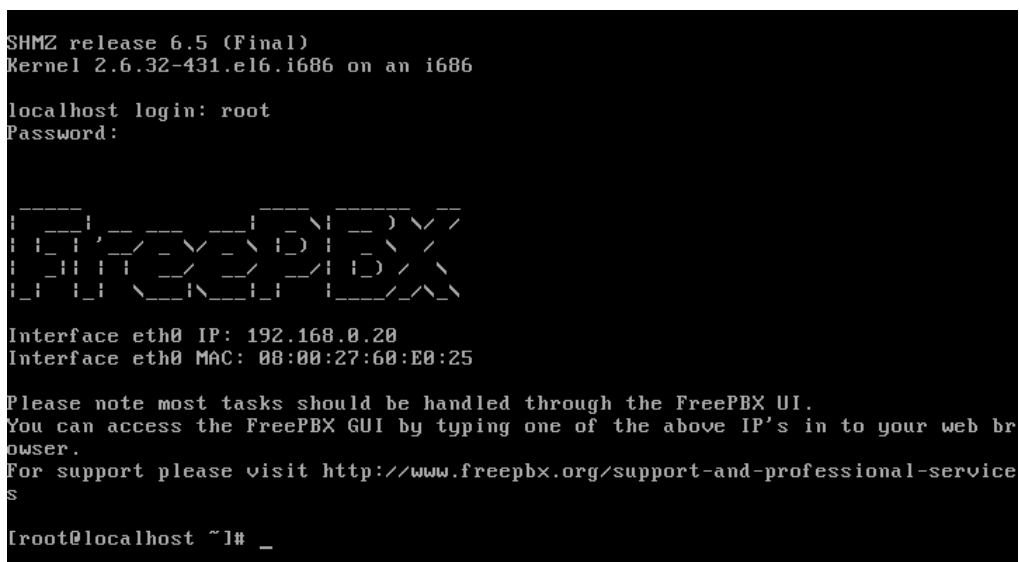 SHMZ release 6.5 (Final)
Kernel 2.6.32-431.el6.i686 on an i686
localhost login: root
Password:
FreePBX
Interface eth0 IP: 192.168.0.20
Interface eth0 MAC: 08:00:27:60:E0:25
Please note most tasks should be handled through the FreePBX UI.
You can access the FreePBX GUI by typing one of the above IP's in to your web br
owser.
For support please visit http://www.freepbx.org/support-and-professional-service
s
[root@localhost ~]# _